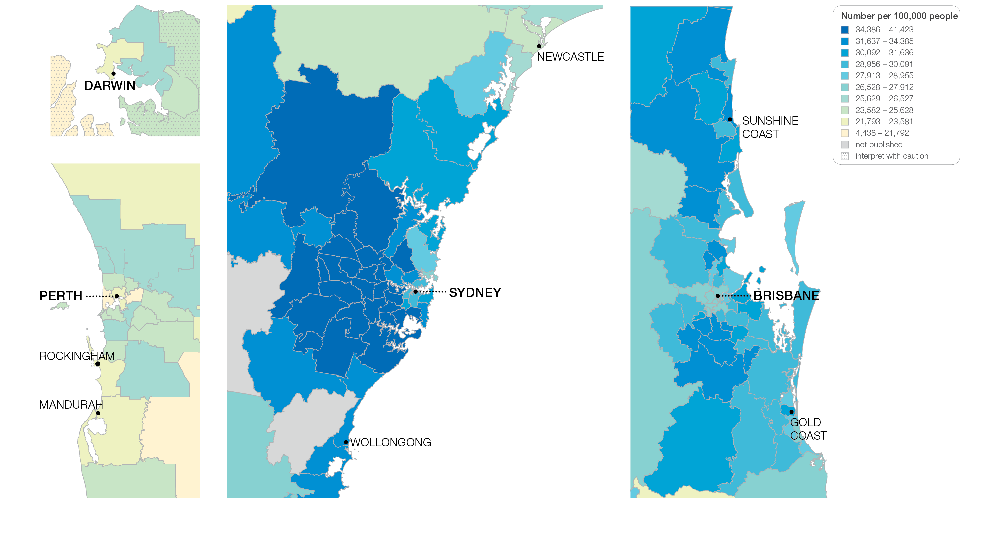 DARWIN
PERTH
ROCKINGHAM
MANDURAH
NEWCASTLE
SYDNEY
WOLLONGONG
SUNSHINE
COAST
BRISBANE
GOLD
COAST
Number per 100,000 people
34,386 – 41,423
31,637 – 34,385
30,092 – 31,636
28,956 – 30,091
27,913 – 28,955
26,528 – 27,912
25,629 – 26,527
23,582 – 25,628
21,793 – 23,581
4,438 – 21,792
not published
interpret with caution